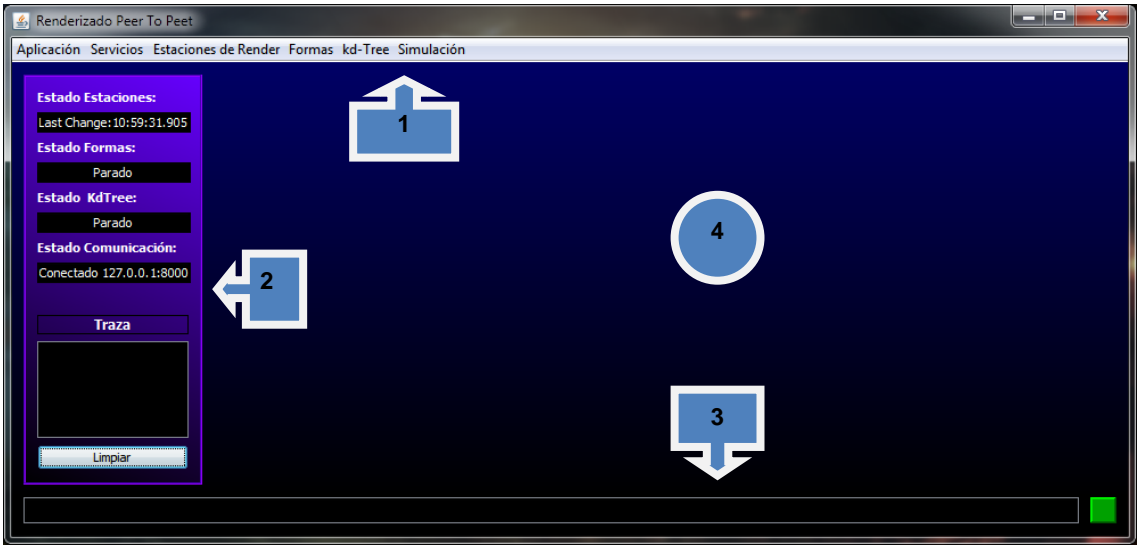 Renderizado Peer To Peet
Aplicación Servicios Estaciones de Render Formas kd-Tree Simulación
Estado Estaciones:
Last Change:10:59:31.905
Estado Formas:
Parado
Estado KdTree:
Parado
Estado Comunicación:
Conectado 127.0.0.1:8000
Traza
Limpiar
1
2
4
3